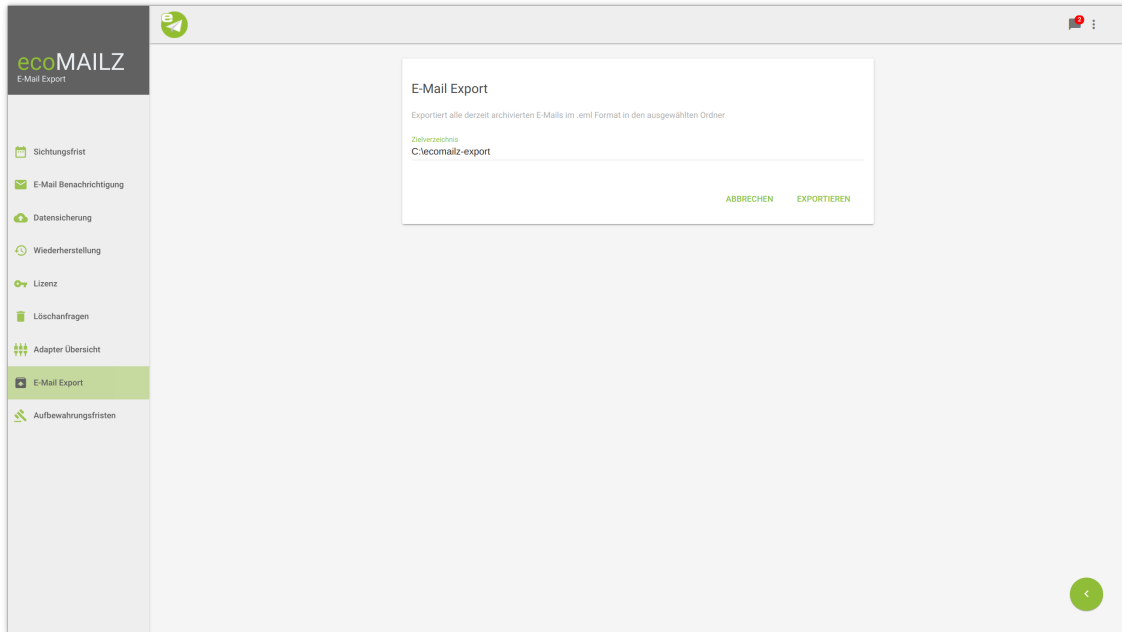 ecoMAILZ
E-Mail Export
Sichtungsfrist
E-Mail Benachrichtigung
Datensicherung
Wiederherstellung
Lizenz
Löschanfragen
Adapter Übersicht
E-Mail Export
Aufbewahrungsfristen
e
2
E-Mail Export
Exportiert alle derzeit archivierten E-Mails im .eml Format in den ausgewählten Ordner
Zielverzeichnis
C:\ecomailz-export
ABBRECHEN EXPORTIEREN